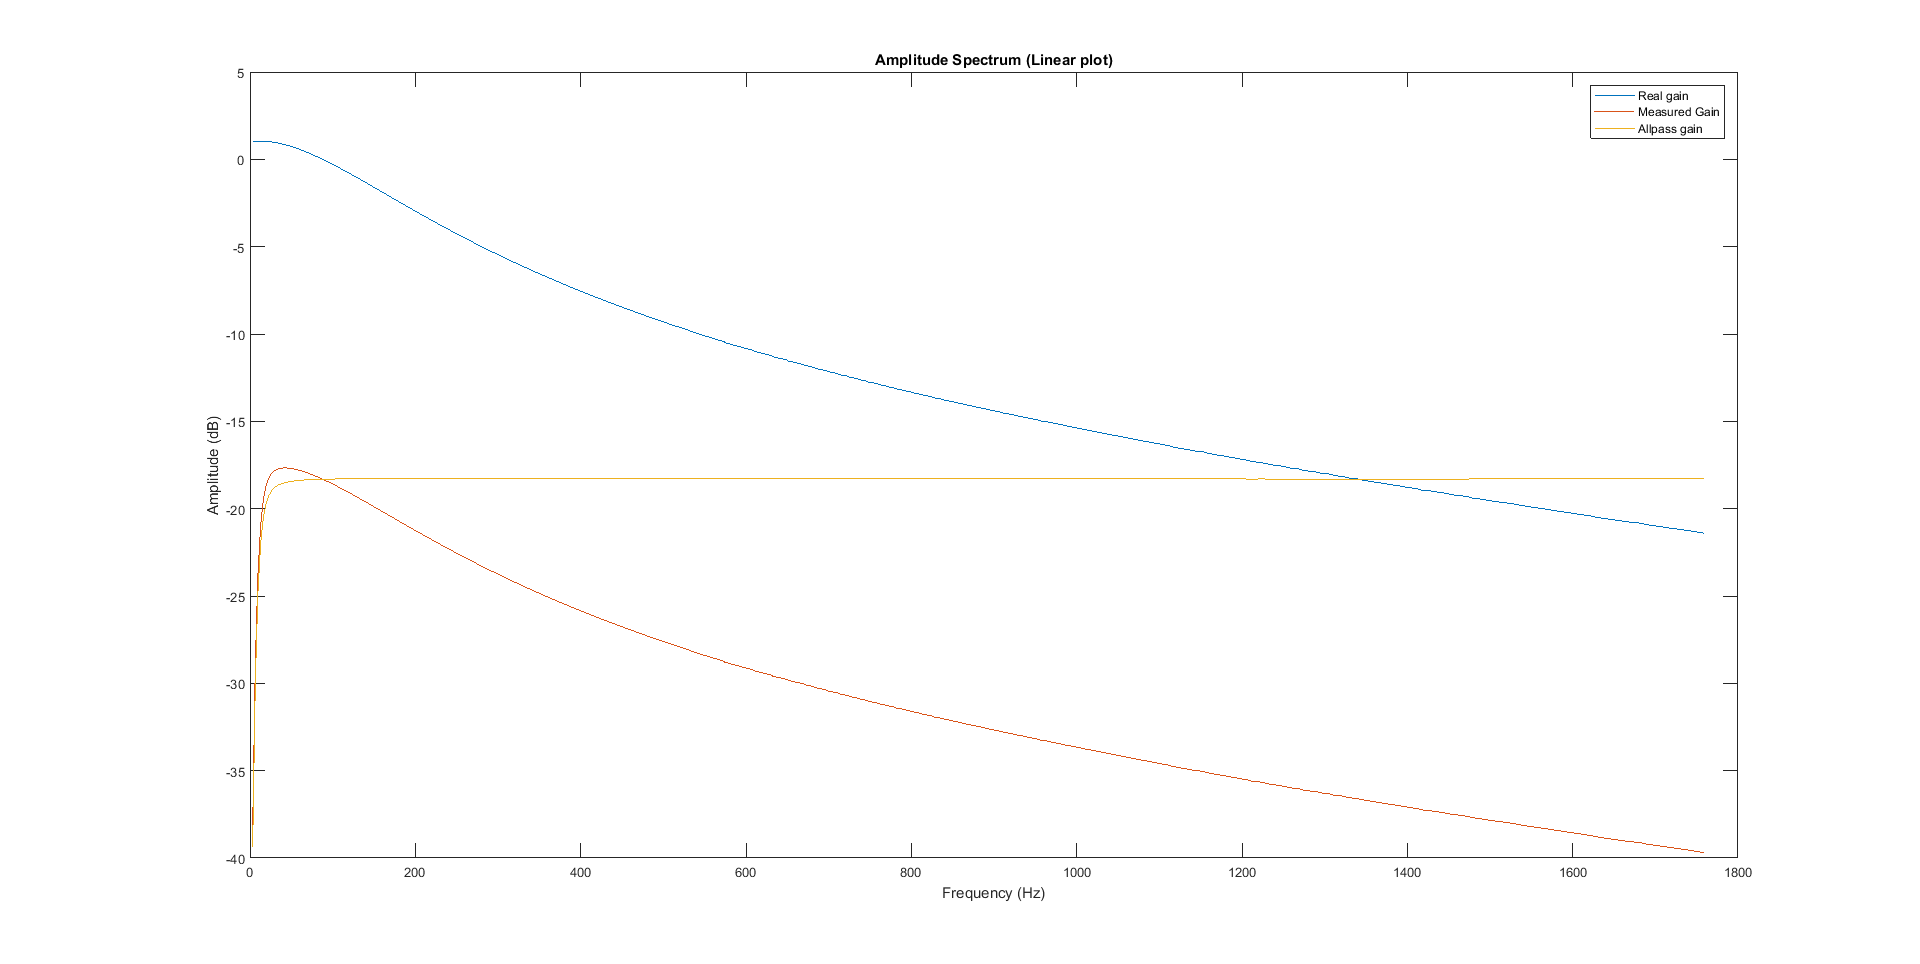 Amplitude Spectrum (Linear plot)
Real gain
Measured Gain
Allpass gain
Amplitude (dB)
5
0
-5
-10
-15
-20
-25
-30
-35
-40
0 200 400 600 800 1000 1200 1400 1600 1800
Frequency (Hz)